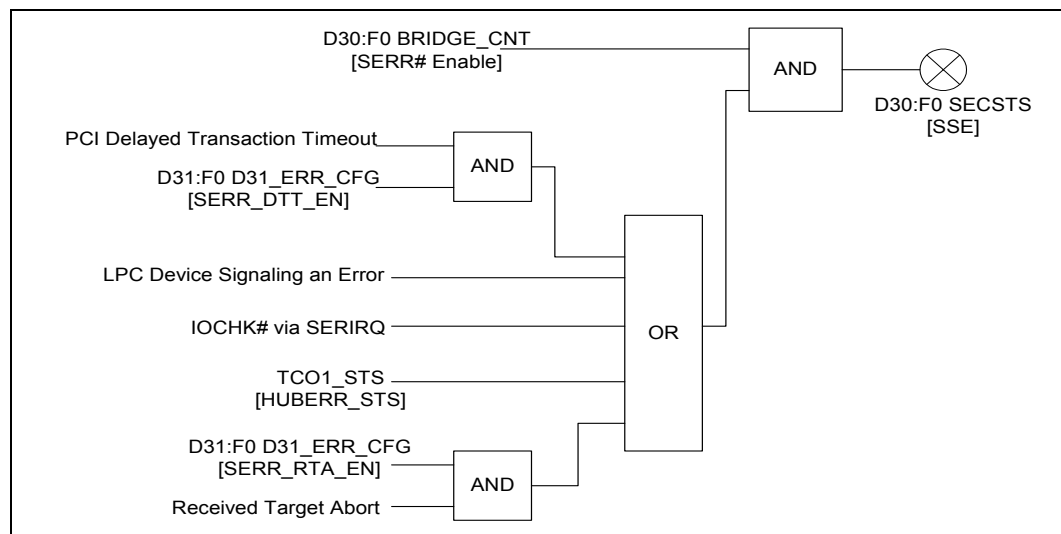 D30:F0 BRIDGE_CNT
[SERR# Enable]
AND
D30:F0 SECSTS
[SSE]
PCI Delayed Transaction Timeout
AND
D31:F0 D31_ERR_CFG
[SERR_DTT_EN]
LPC Device Signaling an Error
IOCHK# via SERIRQ
OR
TCO1_STS
[HUBERR_STS]
D31:F0 D31_ERR_CFG
[SERR_RTA_EN]
AND
Received Target Abort